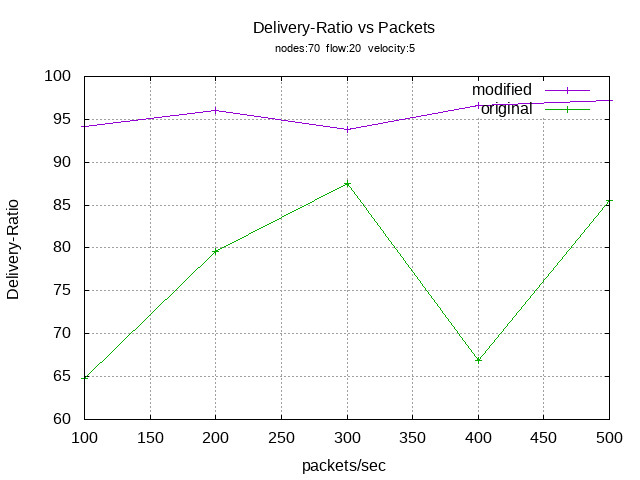 Delivery-Ratio vs Packets
nodes:70 flow:20 velocity:5
100
95
90
85
80
75
70
65
60
Delivery-Ratio
modified
original
100 150 200 250 300 350 400 450 500
packets/sec